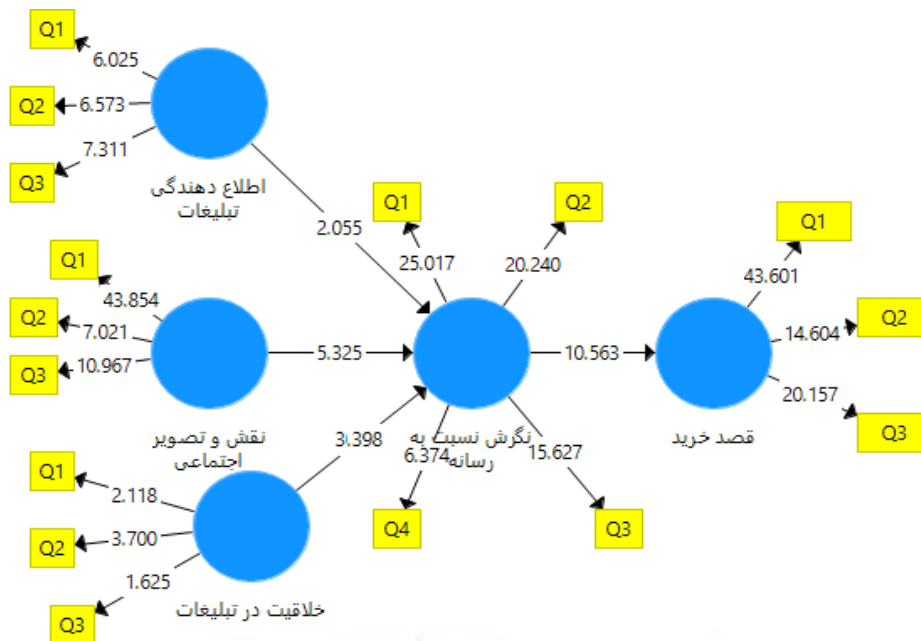 Q1
6.025
Q2
6.573
Q3
7.311
اطلاع دهندگی
تبلیغات
2.055
Q1
43.854
Q2
7.021
Q3
10.967
نقش و تصویر
اجتماعی
5.325
Q1
2.118
Q2
3.700
Q3
1.625
خلاقیت در تبلیغات
Q1
25.017
Q2
20.240
نگرش نسبت به
رسانه
6.374
Q4
15.627
Q3
10.563
Q1
43.601
Q2
14.604
Q3
20.157
قصد خرید